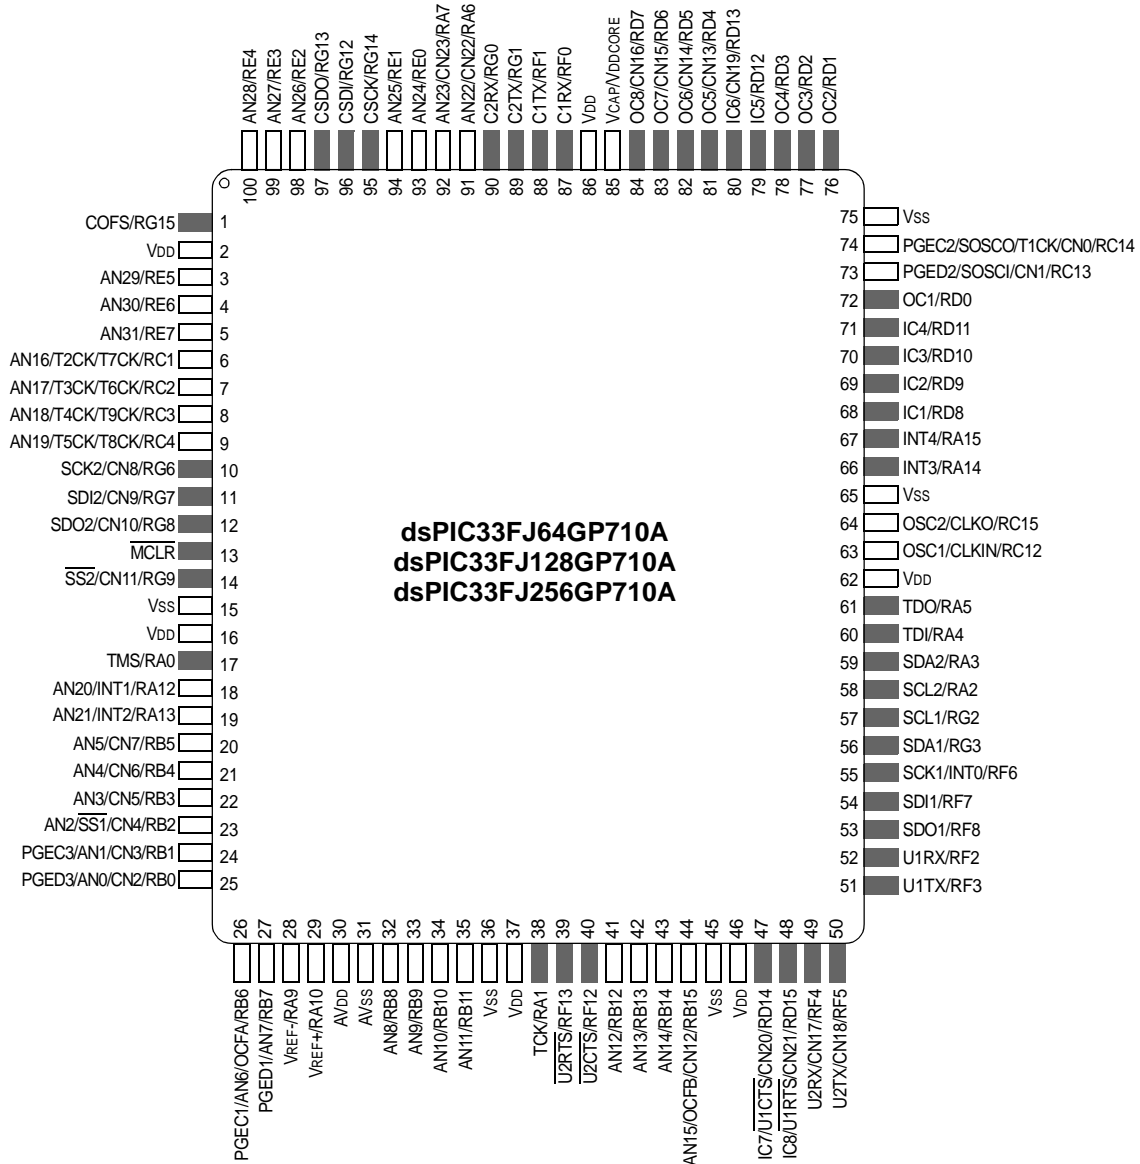 AN28/RE4
AN27/RE3
AN26/RE2
CSDO/RG13
CSDI/RG12
CSCK/RG14
AN25/RE1
AN24/RE0
AN23/CN23/RA7
AN22/CN22/RA6
C2RX/RG0
C2TX/RG1
C1TX/RF1
C1RX/RF0
VDD
VCAP/VDDCORE
OC8/CN16/RD7
OC7/CN15/RD6
OC6/CN14/RD5
OC5/CN13/RD4
IC6/CN19/RD13
IC5/RD12
OC4/RD3
OC3/RD2
OC2/RD1
100
99
98
97
96
95
94
93
92
91
90
89
88
87
86
85
84
83
82
81
80
79
78
77
76
COFS/RG15 1
VDD 2
AN29/RE5 3
AN30/RE6 4
AN31/RE7 5
AN16/T2CK/T7CK/RC1 6
AN17/T3CK/T6CK/RC2 7
AN18/T4CK/T9CK/RC3 8
AN19/T5CK/T8CK/RC4 9
SCK2/CN8/RG6 10
SDI2/CN9/RG7 11
SDO2/CN10/RG8 12
MCLR 13
SS2/CN11/RG9 14
VSS 15
VDD 16
TMS/RA0 17
AN20/INT1/RA12 18
AN21/INT2/RA13 19
AN5/CN7/RB5 20
AN4/CN6/RB4 21
AN3/CN5/RB3 22
AN2/SS1/CN4/RB2 23
PGEC3/AN1/CN3/RB1 24
PGED3/AN0/CN2/RB0 25
dsPIC33FJ64GP710A
dsPIC33FJ128GP710A
dsPIC33FJ256GP710A
75 VSS
74 PGEC2/SOSCO/T1CK/CN0/RC14
73 PGED2/SOSCI/CN1/RC13
72 OC1/RD0
71 IC4/RD11
70 IC3/RD10
69 IC2/RD9
68 IC1/RD8
67 INT4/RA15
66 INT3/RA14
65 VSS
64 OSC2/CLKO/RC15
63 OSC1/CLKIN/RC12
62 VDD
61 TDO/RA5
60 TDI/RA4
59 SDA2/RA3
58 SCL2/RA2
57 SCL1/RG2
56 SDA1/RG3
55 SCK1/INT0/RF6
54 SDI1/RF7
53 SDO1/RF8
52 U1RX/RF2
51 U1TX/RF3
26
27
28
29
30
31
32
33
34
35
36
37
38
39
40
41
42
43
44
45
46
47
48
49
50
PGEC1/AN6/OCFA/RB6
PGED1/AN7/RB7
VREF-/RA9
VREF+/RA10
AVDD
AVSS
AN8/RB8
AN9/RB9
AN10/RB10
AN11/RB11
VSS
VDD
TCK/RA1
U2RTS/RF13
U2CTS/RF12
AN12/RB12
AN13/RB13
AN14/RB14
AN15/OCFB/CN12/RB15
VSS
VDD
IC7/U1CTS/CN20/RD14
IC8/U1RTS/CN21/RD15
U2RX/CN17/RF4
U2TX/CN18/RF5